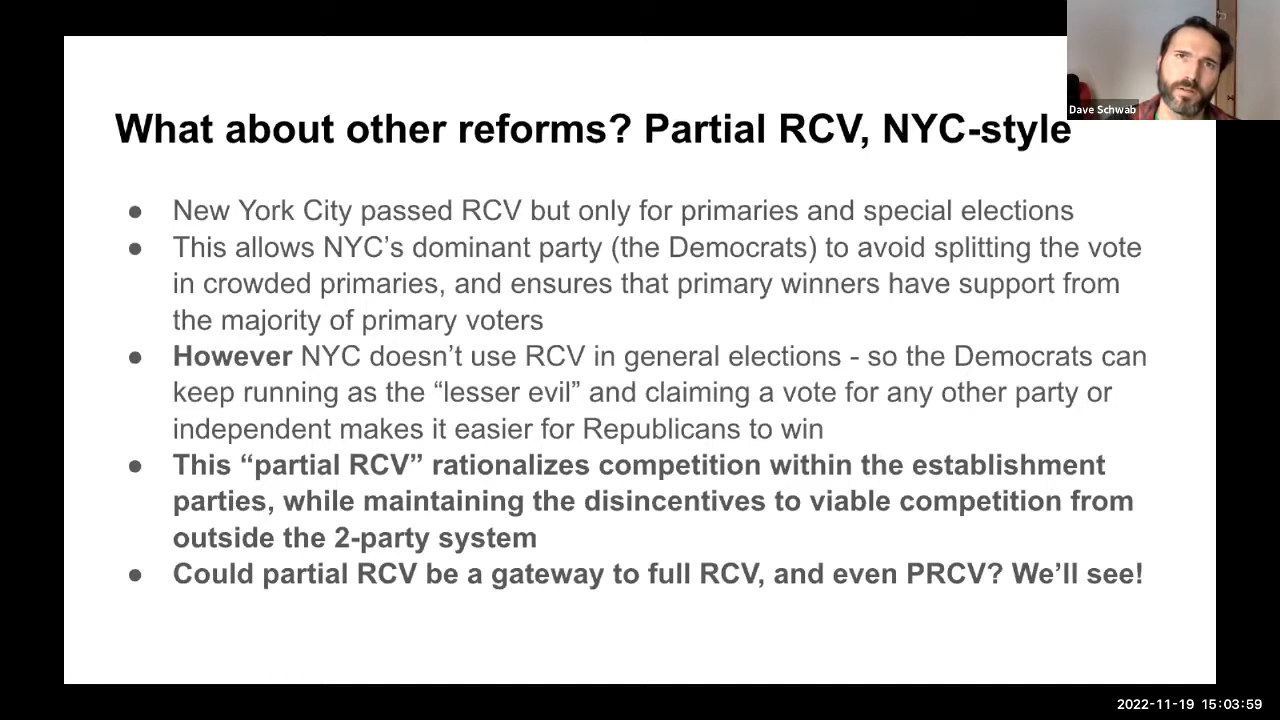 Dave Schwab
What about other reforms? Partial RCV, NYC-style
● New York City passed RCV but only for primaries and special elections
● This allows NYC’s dominant party (the Democrats) to avoid splitting the vote
in crowded primaries, and ensures that primary winners have support from
the majority of primary voters
● However NYC doesn’t use RCV in general elections - so the Democrats can
keep running as the “lesser evil” and claiming a vote for any other party or
independent makes it easier for Republicans to win
● This “partial RCV” rationalizes competition within the establishment
parties, while maintaining the disincentives to viable competition from
outside the 2-party system
● Could partial RCV be a gateway to full RCV, and even PRCV? We’ll see!
2022-11-19 15:03:59